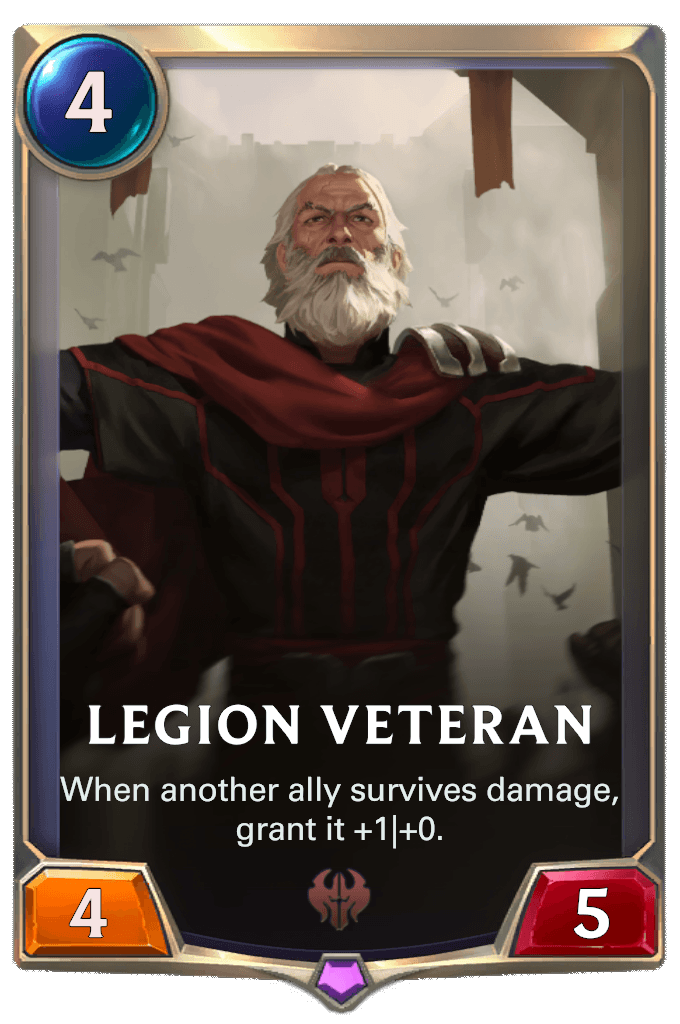 4
LEGION VETERAN
When another ally survives damage,
grant it +1|+0.
4
5